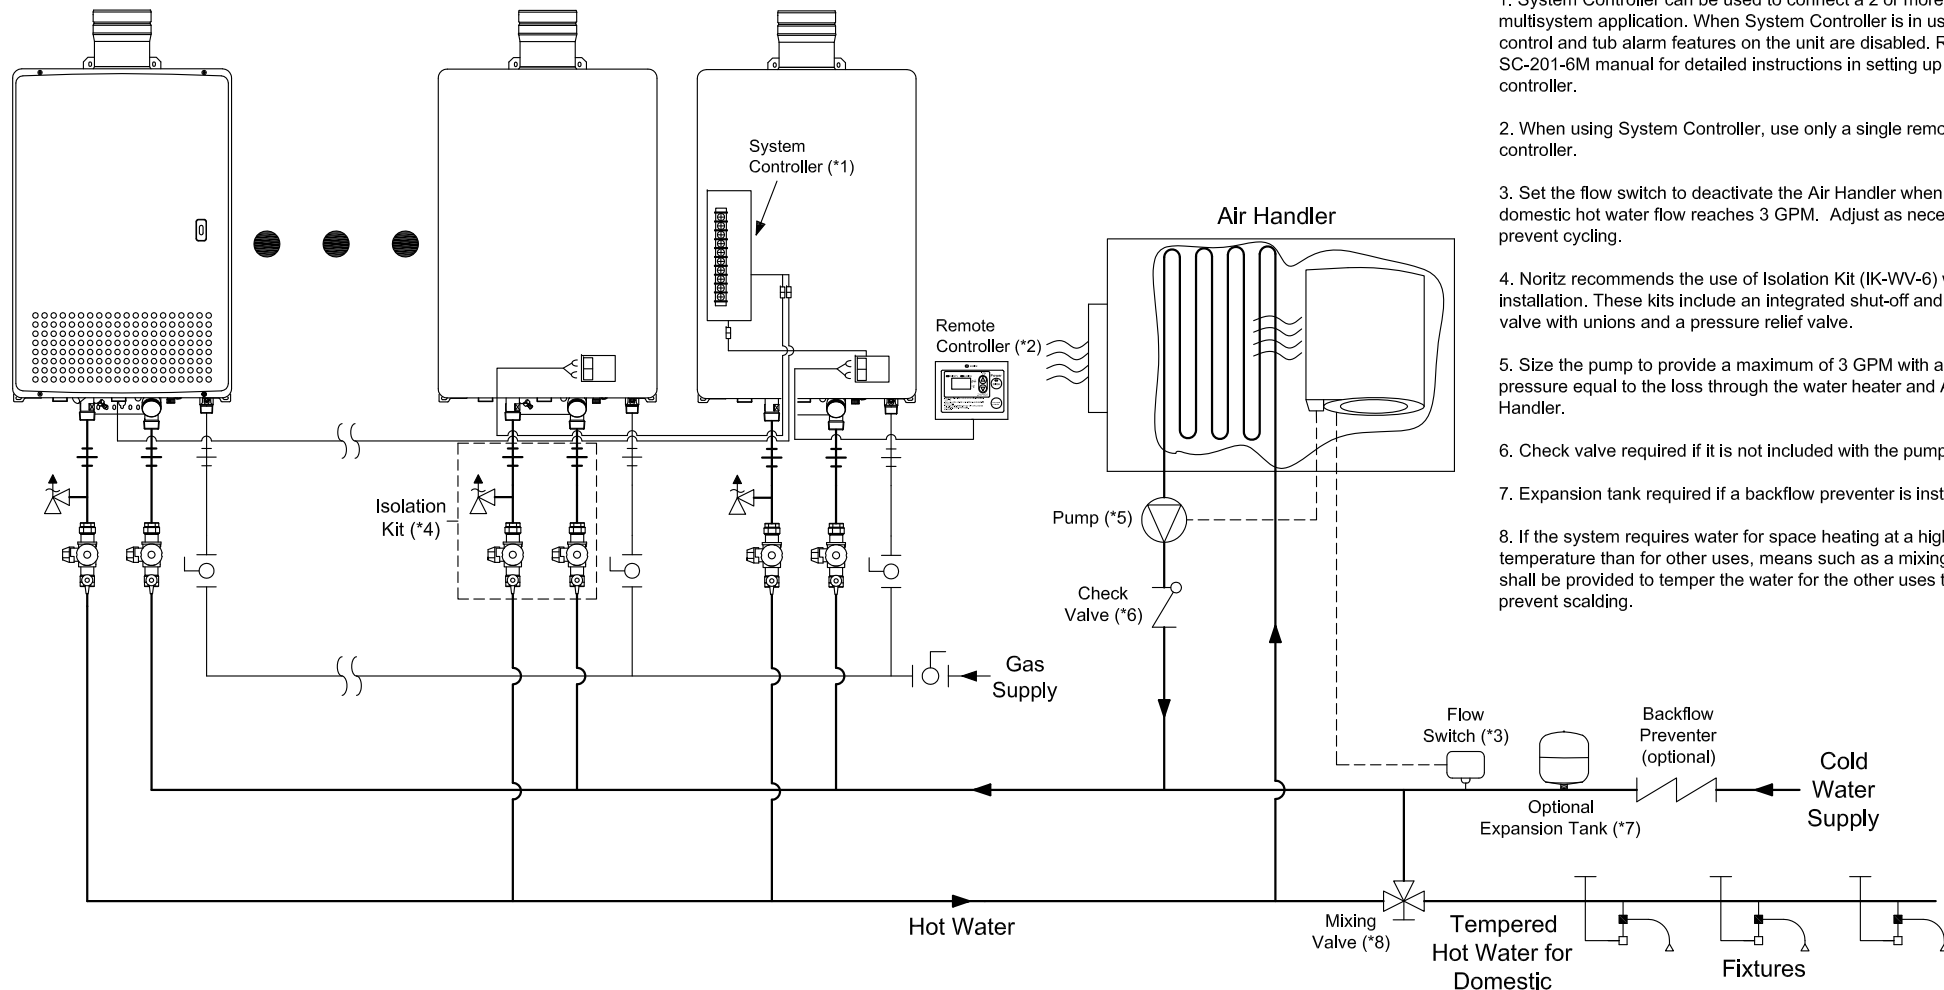 1. System Controller can be used to connect a 2 or more
multisystem application. When System Controller is in
control and tub alarm features on the unit are disabled.
SC-201-6M manual for detailed instructions in setting up
controller.
2. When using System Controller, use only a single
controller.
3. Set the flow switch to deactivate the Air Handler when
domestic hot water flow reaches 3 GPM. Adjust as
prevent cycling.
4. Noritz recommends the use of Isolation Kit (IK-WV-6)
installation. These kits include an integrated shut-off and
valve with unions and a pressure relief valve.
5. Size the pump to provide a maximum of 3 GPM with a
pressure equal to the loss through the water heater and
Handler.
6. Check valve required if it is not included with the pump
7. Expansion tank required if a backflow preventer is
8. If the system requires water for space heating at a
temperature than for other uses, means such as a mixing
shall be provided to temper the water for the other uses
prevent scalding.
System
Controller (*1)
Air Handler
Remote
Controller (*2)
Isolation
Kit (*4)
Pump (*5)
Check
Valve (*6)
Gas
Supply
Flow
Switch (*3)
Backflow
Preventer
(optional)
Cold
Water
Supply
Optional
Expansion Tank (*7)
Hot Water
Mixing
Valve (*8)
Tempered
Hot Water for
Domestic
Fixtures